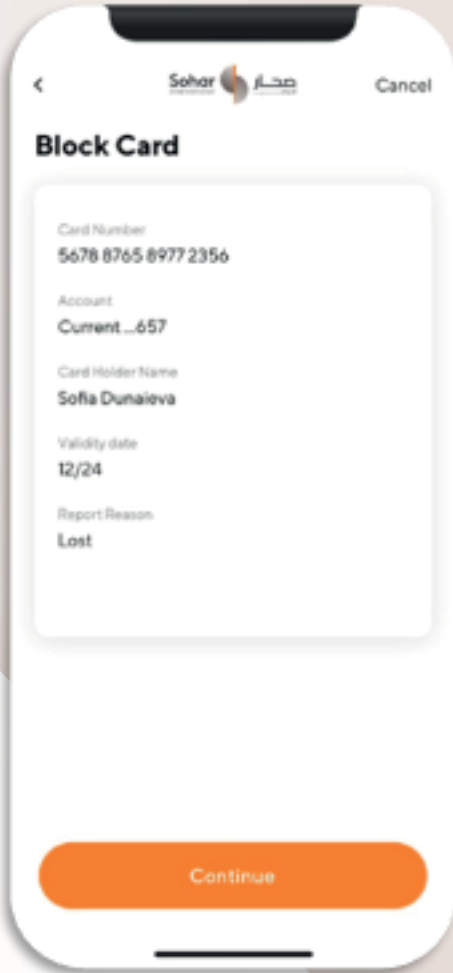 Sohar صحار
Cancel
Block Card
Card Number
5678 8765 8977 2356
Account
Current ...657
Card Holder Name
Sofia Dunaieva
Validity date
12/24
Report Reason
Lost
Continue